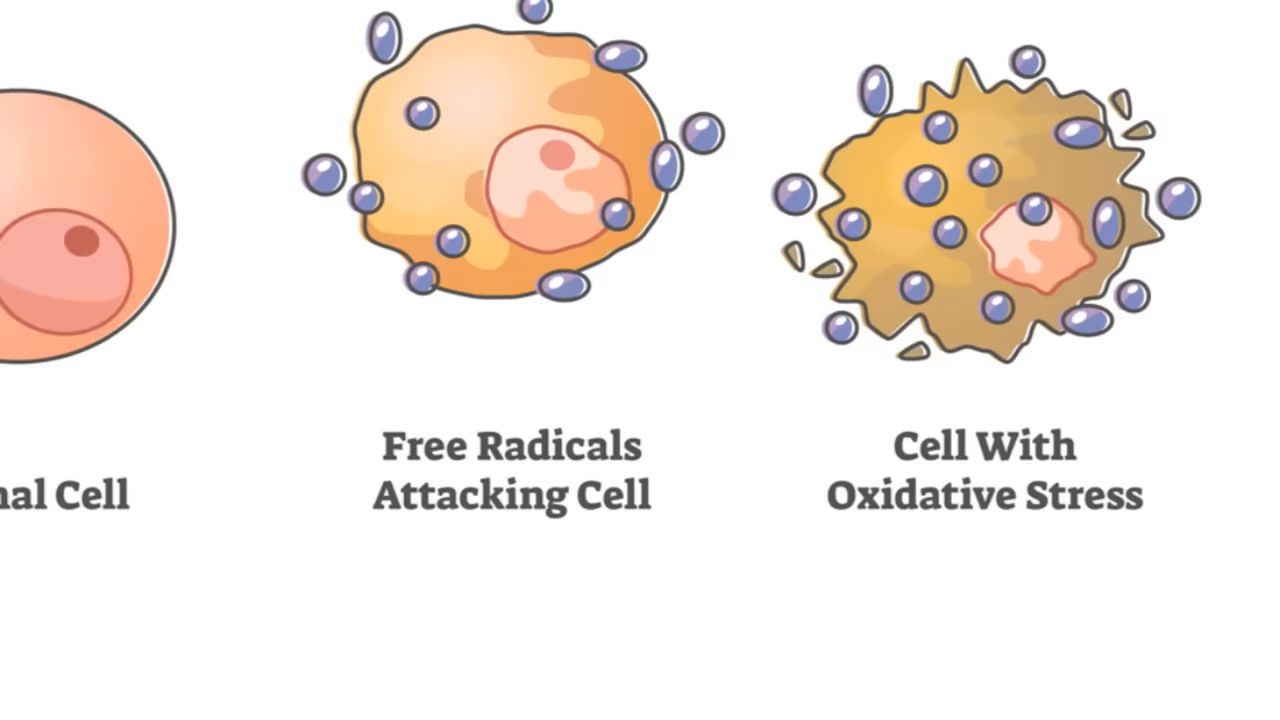 nal Cell
Free Radicals
Attacking Cell
Cell With
Oxidative Stress